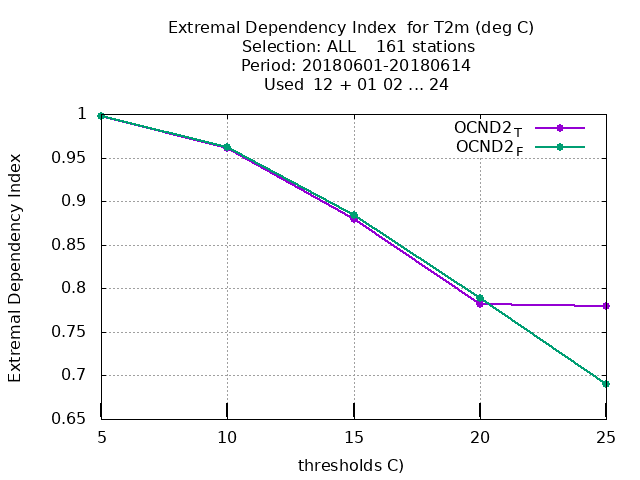 Extremal Dependency Index  for T2m (deg C)
Selection: ALL    161 stations
Period: 20180601-20180614
Used  12 + 01 02 ... 24
OCND2_T
OCND2_F
1
0.95
0.9
0.85
0.8
0.75
0.7
0.65
Extremal Dependency Index
5 10 15 20 25
thresholds C)